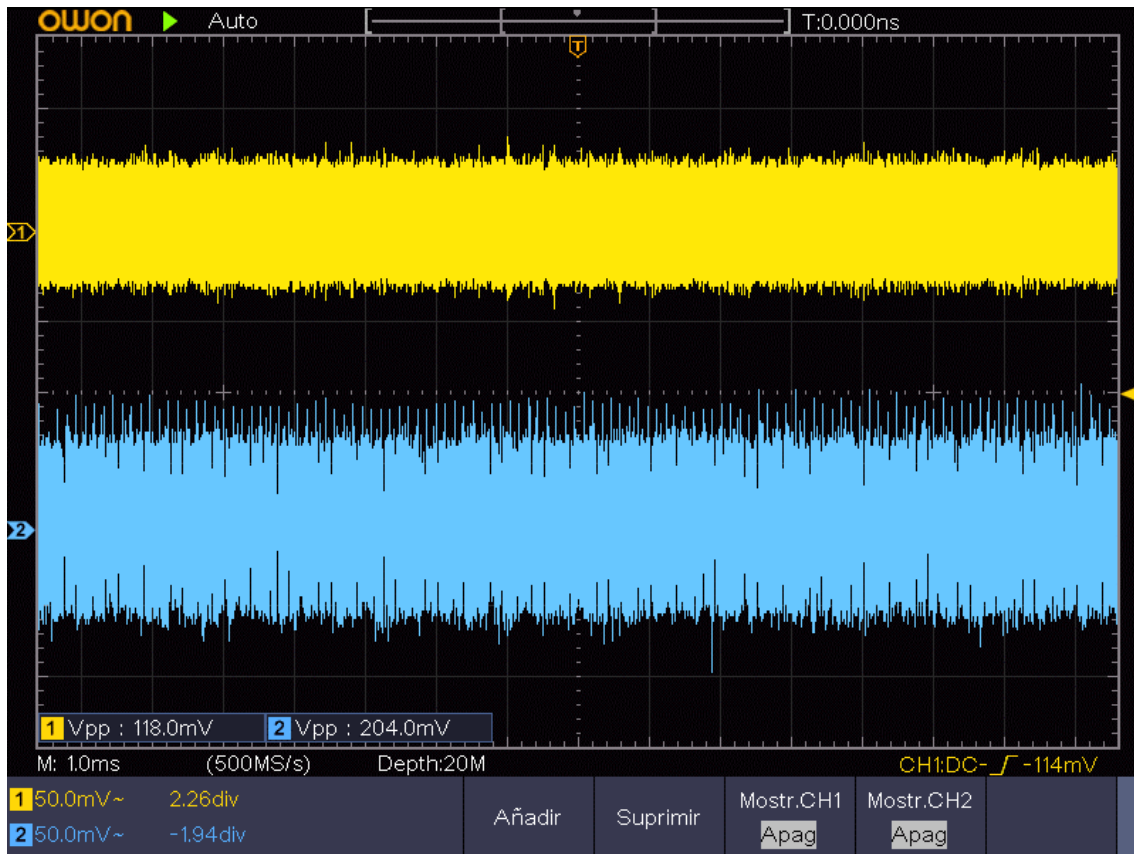 owon Auto T:0.000ns
T
1
2
1 Vpp : 118.0mV 2 Vpp : 204.0mV
M: 1.0ms (500MS/s) Depth:20M CH1:DC- -114mV
1 50.0mV~ 2.26div
2 50.0mV~ -1.94div
Añadir
Suprimir
Mostr.CH1
Apag
Mostr.CH2
Apag